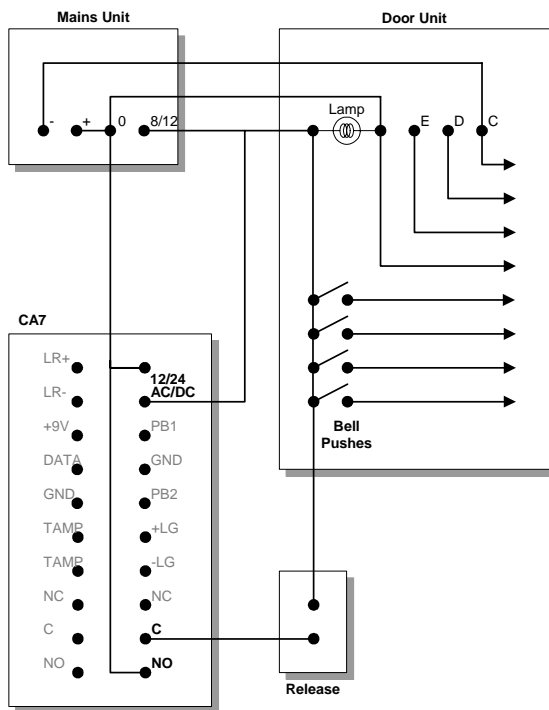 Mains Unit
Door Unit
- + 0 8/12
Lamp
E D C
CA7
LR+
12/24
LR- AC/DC
+9V PB1
DATA GND
GND PB2
TAMP +LG
TAMP -LG
NC NC
C C
NO NO
Bell
Pushes
Release